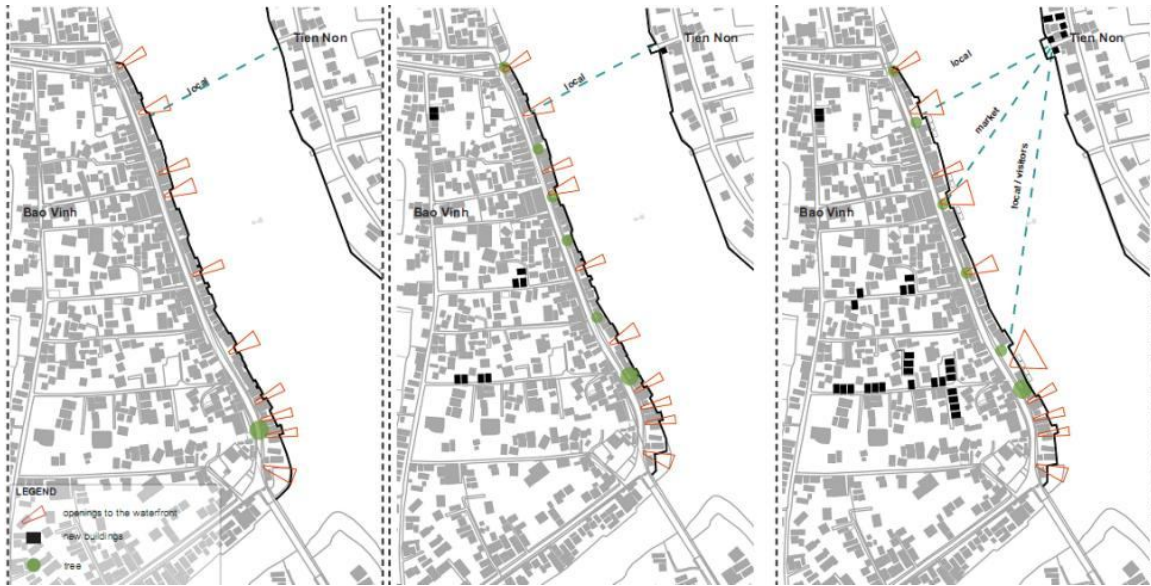 Tien Non
local
Bao Vinh
LEGEND
openings to the waterfront
new buildings
tree
Tien Non
local
Bao Vinh
Tien Non
local
market
local / visitors
Bao Vinh